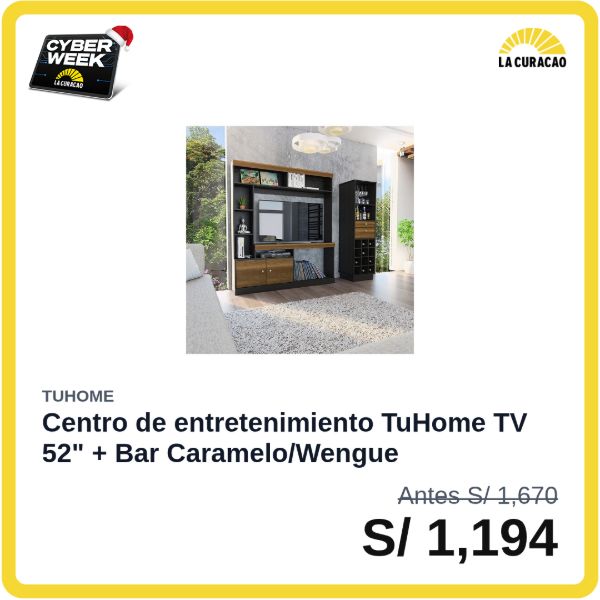 CYBER
WEEK
LA CURACAO
LA CURACAO
TUHOME
Centro de entretenimiento TuHome TV
52" + Bar Caramelo/Wengue
Antes S/ 1,670
S/ 1,194